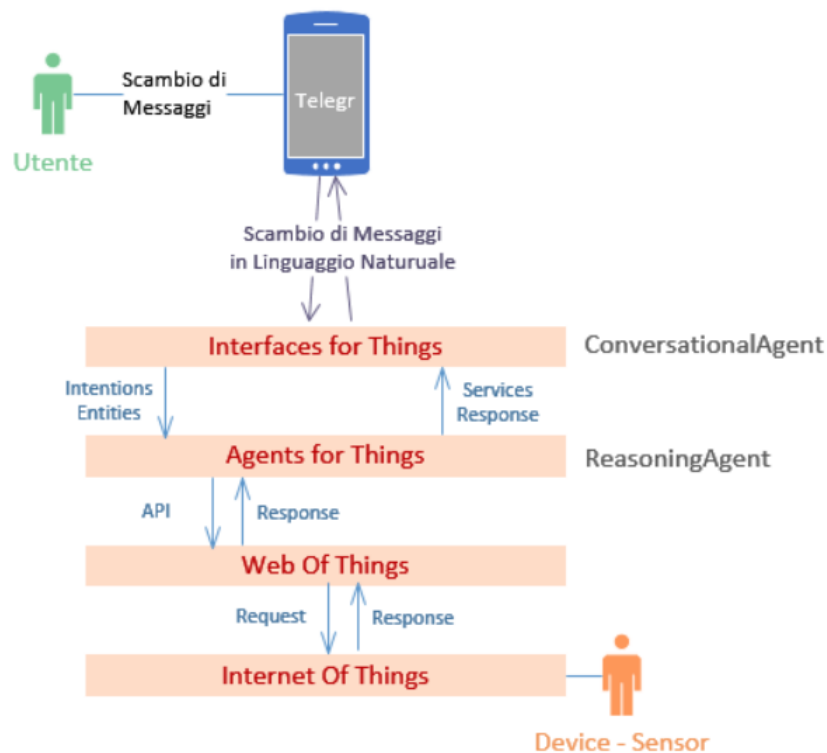 Scambio di
Messaggi
Telegr
Utente
Scambio di Messaggi
in Linguaggio Naturuale
Interfaces for Things
ConversationalAgent
Intentions
Entities
Services
Response
Agents for Things
ReasoningAgent
API
Response
Web Of Things
Request
Response
Internet Of Things
Device - Sensor